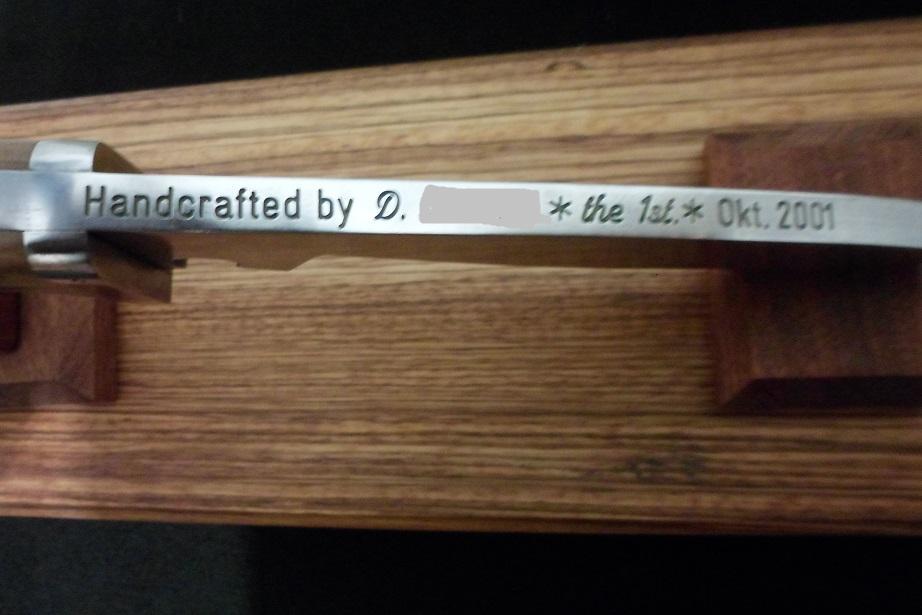 Handcrafted by D. * the 1st. * Okt. 2001